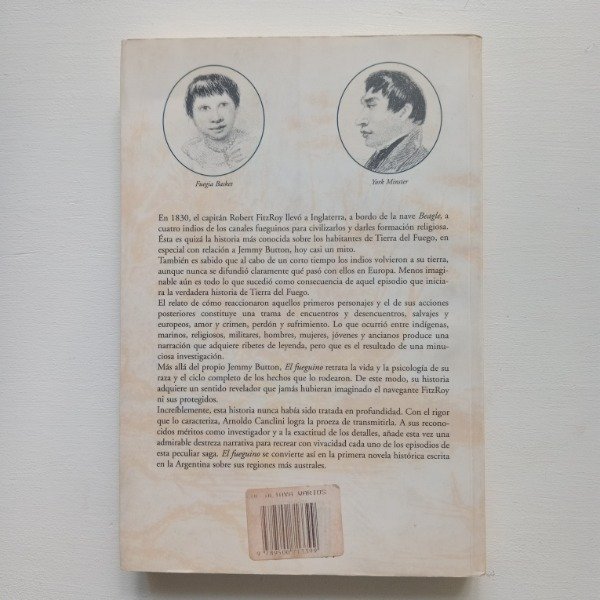 Fuegia Basket
York Minster
En 1830, el capitán Robert FitzRoy llevó a Inglaterra, a bordo de la nave Beagle, a
cuatro indios de los canales fueguinos para civilizarlos y darles formación religiosa.
Ésta es quizá la historia más conocida sobre los habitantes de Tierra del Fuego, en
especial con relación a Jemmy Button, hoy casi un mito.
También es sabido que al cabo de un corto tiempo los indios volvieron a su tierra,
aunque nunca se difundió claramente qué pasó con ellos en Europa. Menos imagi-
nable aún es todo lo que sucedió como consecuencia de aquel episodio que inicia-
ra la verdadera historia de Tierra del Fuego.
El relato de cómo reaccionaron aquellos primeros personajes y el de sus acciones
posteriores constituye una trama de encuentros y desencuentros, salvajes y
europeos, amor y crimen, perdón y sufrimiento. Lo que ocurrió entre indígenas,
marinos, religiosos, militares, hombres, mujeres, jóvenes y ancianos produce una
narración que adquiere ribetes de leyenda, pero que es el resultado de una minu-
ciosa investigación.
Más allá del propio Jemmy Button, El fueguino retrata la vida y la psicología de su
raza y el ciclo completo de los hechos que lo rodearon. De este modo, su historia
adquiere un sentido revelador que jamás hubieran imaginado el navegante FitzRoy
ni sus protegidos.
Increíblemente, esta historia nunca había sido tratada en profundidad. Con el rigor
que lo caracteriza, Arnoldo Canclini logra la proeza de transmitirla. A sus recono-
cidos méritos como investigador y a la exactitud de los detalles, añade esta vez una
admirable destreza narrativa para recrear con vivacidad cada uno de los episodios de
esta peculiar saga. El fueguino se convierte así en la primera novela histórica escrita
en la Argentina sobre sus regiones más australes.
VARIOS